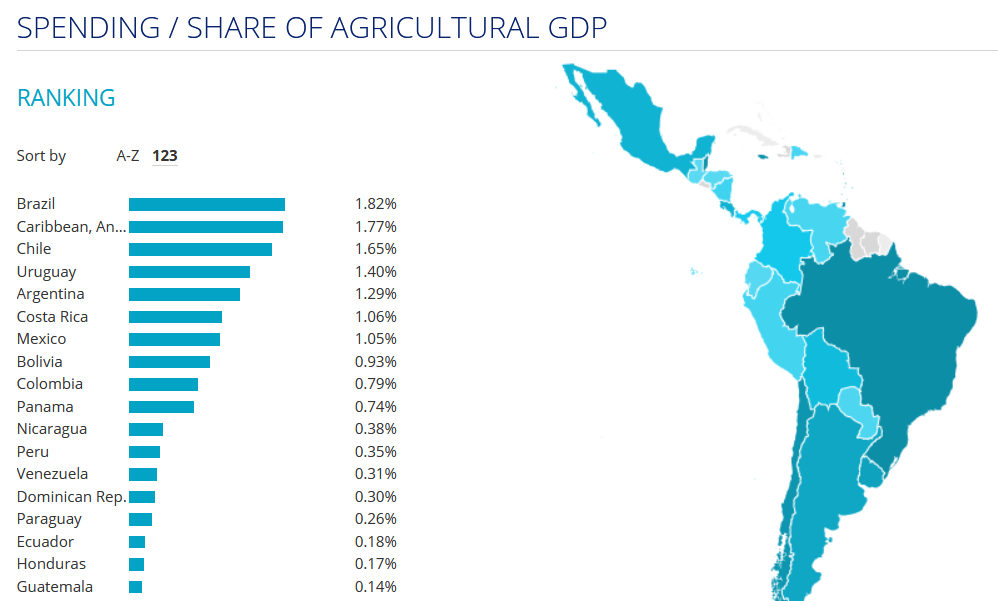 SPENDING / SHARE OF AGRICULTURAL GDP
RANKING
Sort by A-Z 123
Brazil 1.82%
Caribbean, An... 1.77%
Chile 1.65%
Uruguay 1.40%
Argentina 1.29%
Costa Rica 1.06%
Mexico 1.05%
Bolivia 0.93%
Colombia 0.79%
Panama 0.74%
Nicaragua 0.38%
Peru 0.35%
Venezuela 0.31%
Dominican Rep. 0.30%
Paraguay 0.26%
Ecuador 0.18%
Honduras 0.17%
Guatemala 0.14%